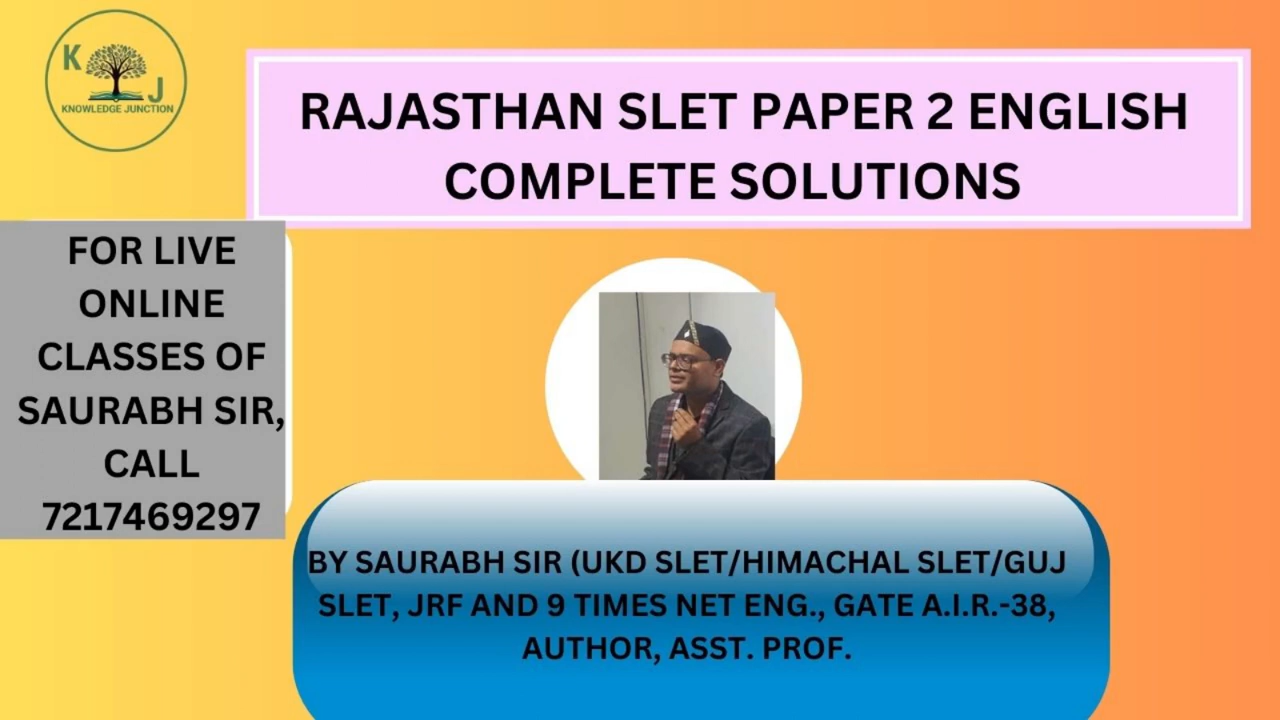 K
J
KNOWLEDGE JUNCTION
RAJASTHAN SLET PAPER 2 ENGLISH
COMPLETE SOLUTIONS
FOR LIVE
ONLINE
CLASSES OF
SAURABH SIR,
CALL
7217469297
BY SAURABH SIR (UKD SLET/HIMACHAL SLET/GUJ
SLET, JRF AND 9 TIMES NET ENG., GATE A.I.R.-38,
AUTHOR, ASST. PROF.